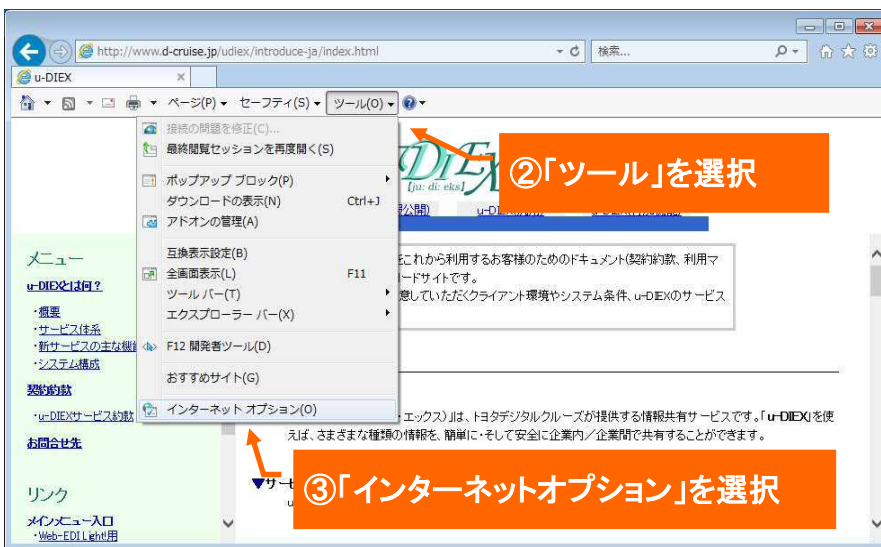 http://www.d-cruise.jp/udiex/introduce-ja/index.html
検索...
u-DIEX
ページ(P)
セーフティ(S)
ツール(O)
接続の問題を修正(C)...
最終閲覧セッションを再度開く(S)
ポップアップ ブロック(P)
ダウンロードの表示(N) Ctrl+J
アドオンの管理(A)
互換表示設定(B)
全画面表示(L) F11
ツール バー(T)
エクスプローラー バー(X)
F12 開発者ツール(D)
おすすめサイト(G)
インターネット オプション(O)
②「ツール」を選択
[ju: di: eks]
メニュー
u-DIEXとは何?
・概要
・サービス体系
・新サービスの主な機
・システム構成
契約約款
・u-DIEXサービス約款
お問合せ先
リンク
メインメニュー入口
・Web-EDILight!用
これから利用するお客様のためのドキュメント(契約約款、利用マ
ードサイトです。
意していただくクライアント環境やシステム条件、u-DIEXのサービス
・エックス)」は、トヨタデジタルクルーズが提供する情報共有サービスです。「u-DIEX」を使
えば、さまざまな種類の情報を、簡単に・そして安全に企業内/企業間で共有することができます。
▼サー
③「インターネットオプション」を選択